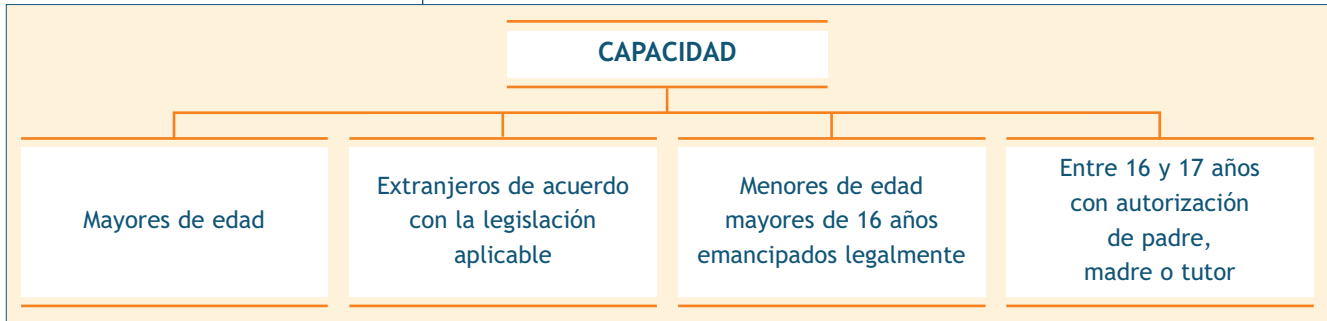 CAPACIDAD
Mayores de edad
Extranjeros de acuerdo
con la legislación
aplicable
Menores de edad
mayores de 16 años
emancipados legalmente
Entre 16 y 17 años
con autorización
de padre,
madre o tutor